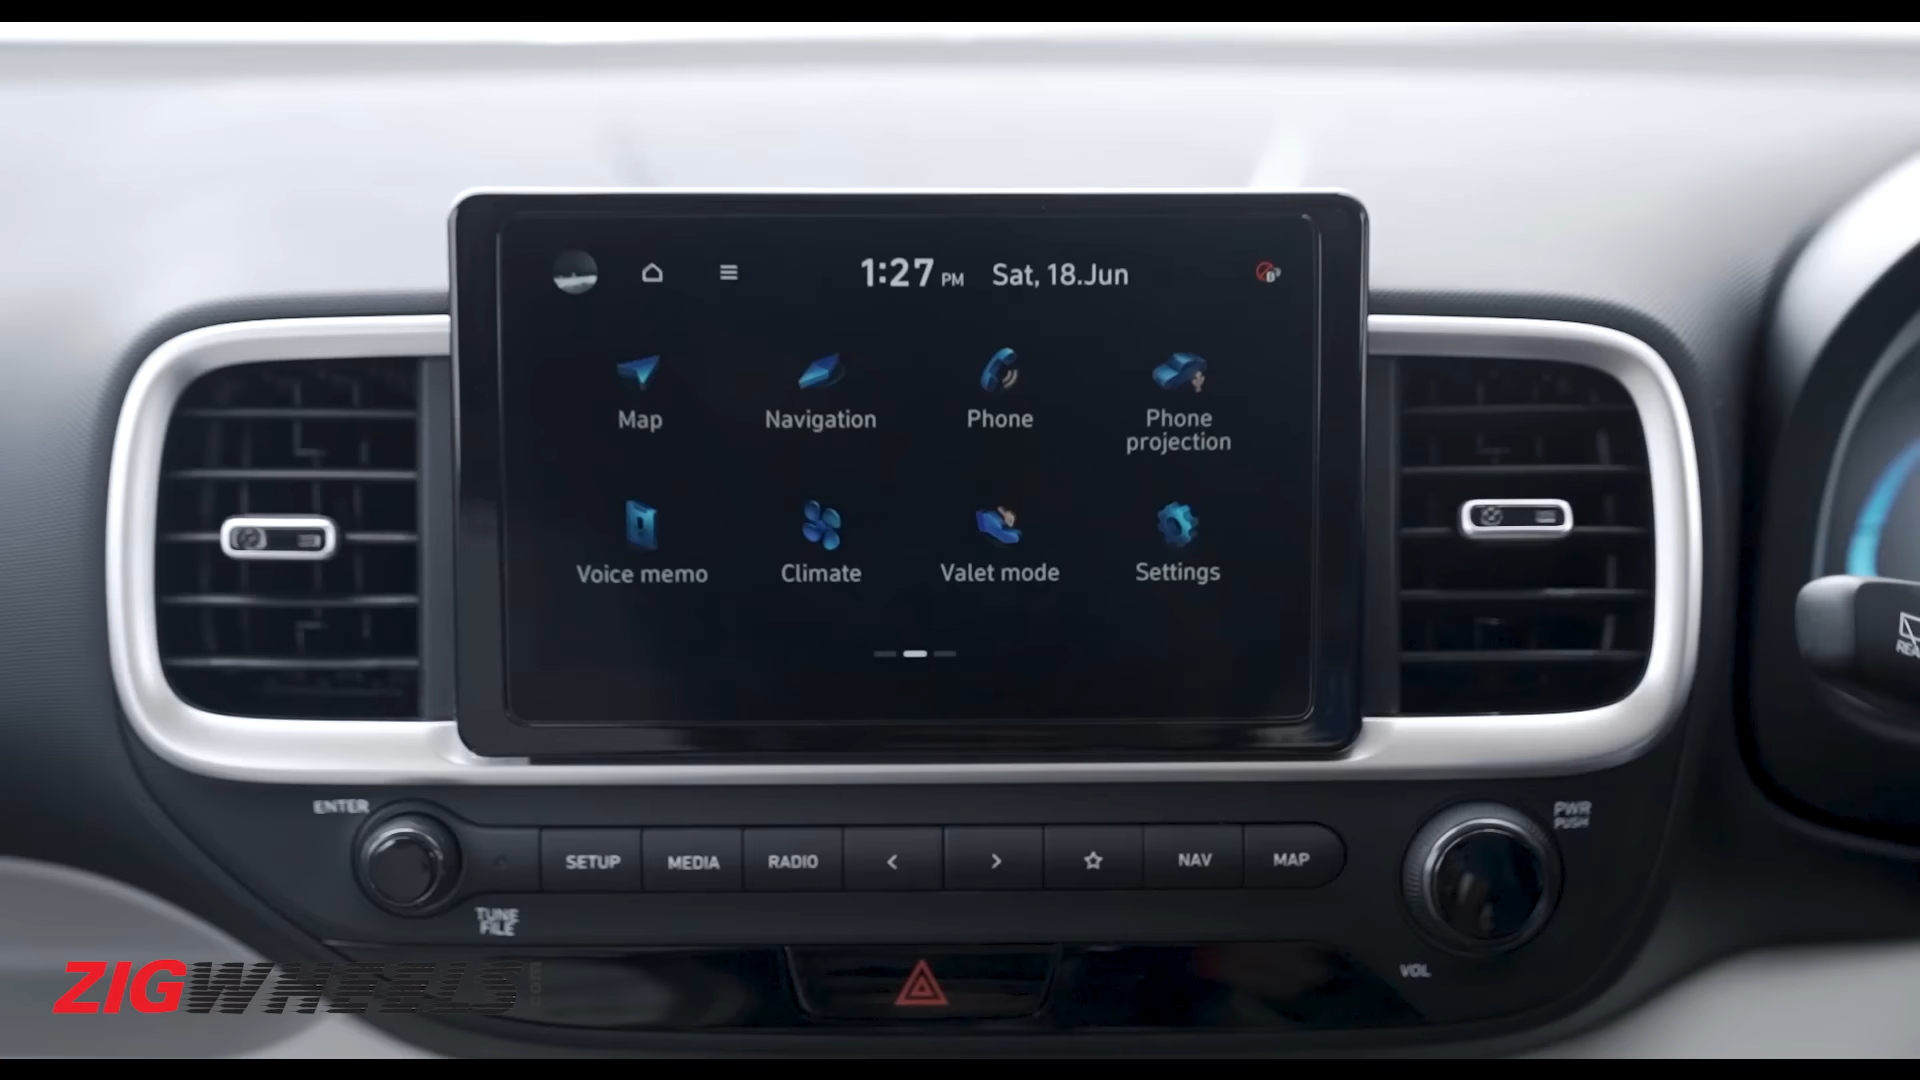 1:27 PM Sat, 18.Jun
Map
Navigation
Phone
Phone
projection
Voice memo
Climate
Valet mode
Settings
ENTER
PWR
PUSH
SETUP
MEDIA
RADIO
<
>
NAV
MAP
TUNE
FILE
VOL
ZIGWHEELS
.com